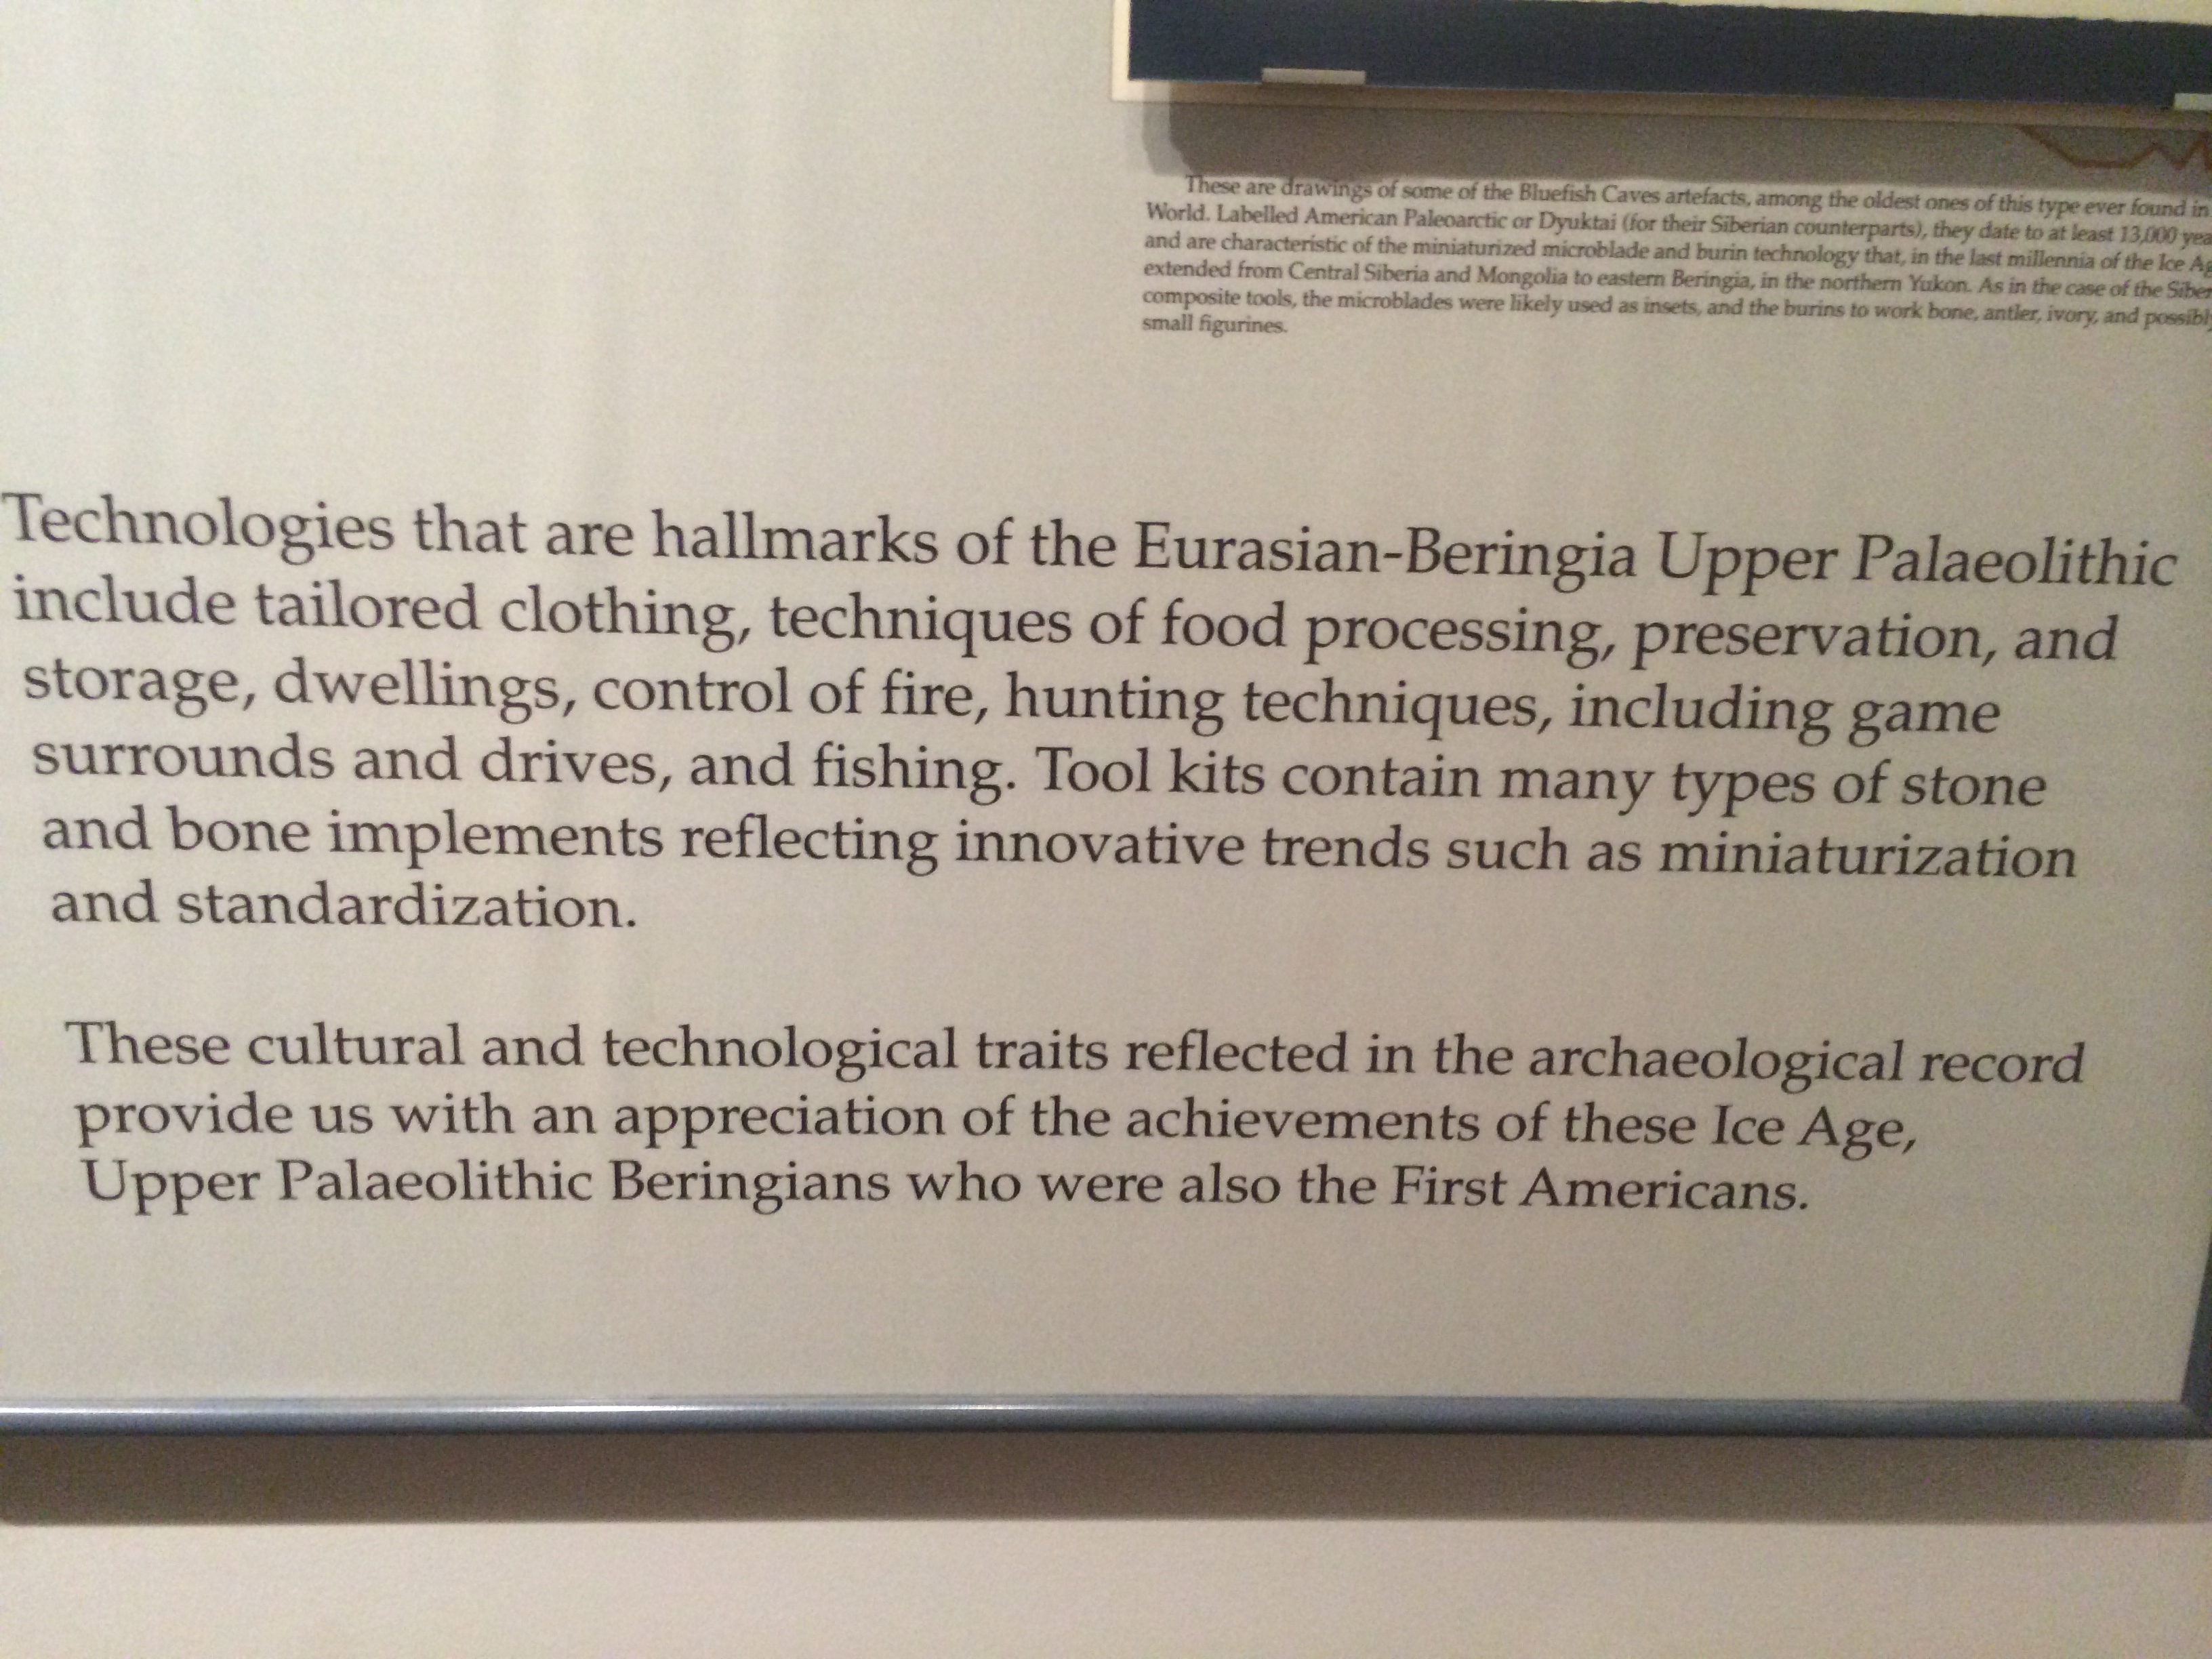 These are drawings of some of the Bluefish Caves artefacts, among the oldest ones of this type ever found in
World. Labelled American Paleoarctic or Dyuktai (for their Siberian counterparts), they date to at least 13,000
and are characteristic of the miniaturized microblade and burin technology that, in the last millennia of the Ice
extended from Central Siberia and Mongolia to eastern Beringia, in the northern Yukon. As in the case of the
composite tools, the microblades were likely used as insets, and the burins to work bone, antler, ivory, and
small figurines.
Technologies that are hallmarks of the Eurasian-Beringia Upper Palaeolithic
include tailored clothing, techniques of food processing, preservation, and
storage, dwellings, control of fire, hunting techniques, including game
surrounds and drives, and fishing. Tool kits contain many types of stone
and bone implements reflecting innovative trends such as miniaturization
and standardization.
These cultural and technological traits reflected in the archaeological record
provide us with an appreciation of the achievements of these Ice Age,
Upper Palaeolithic Beringians who were also the First Americans.